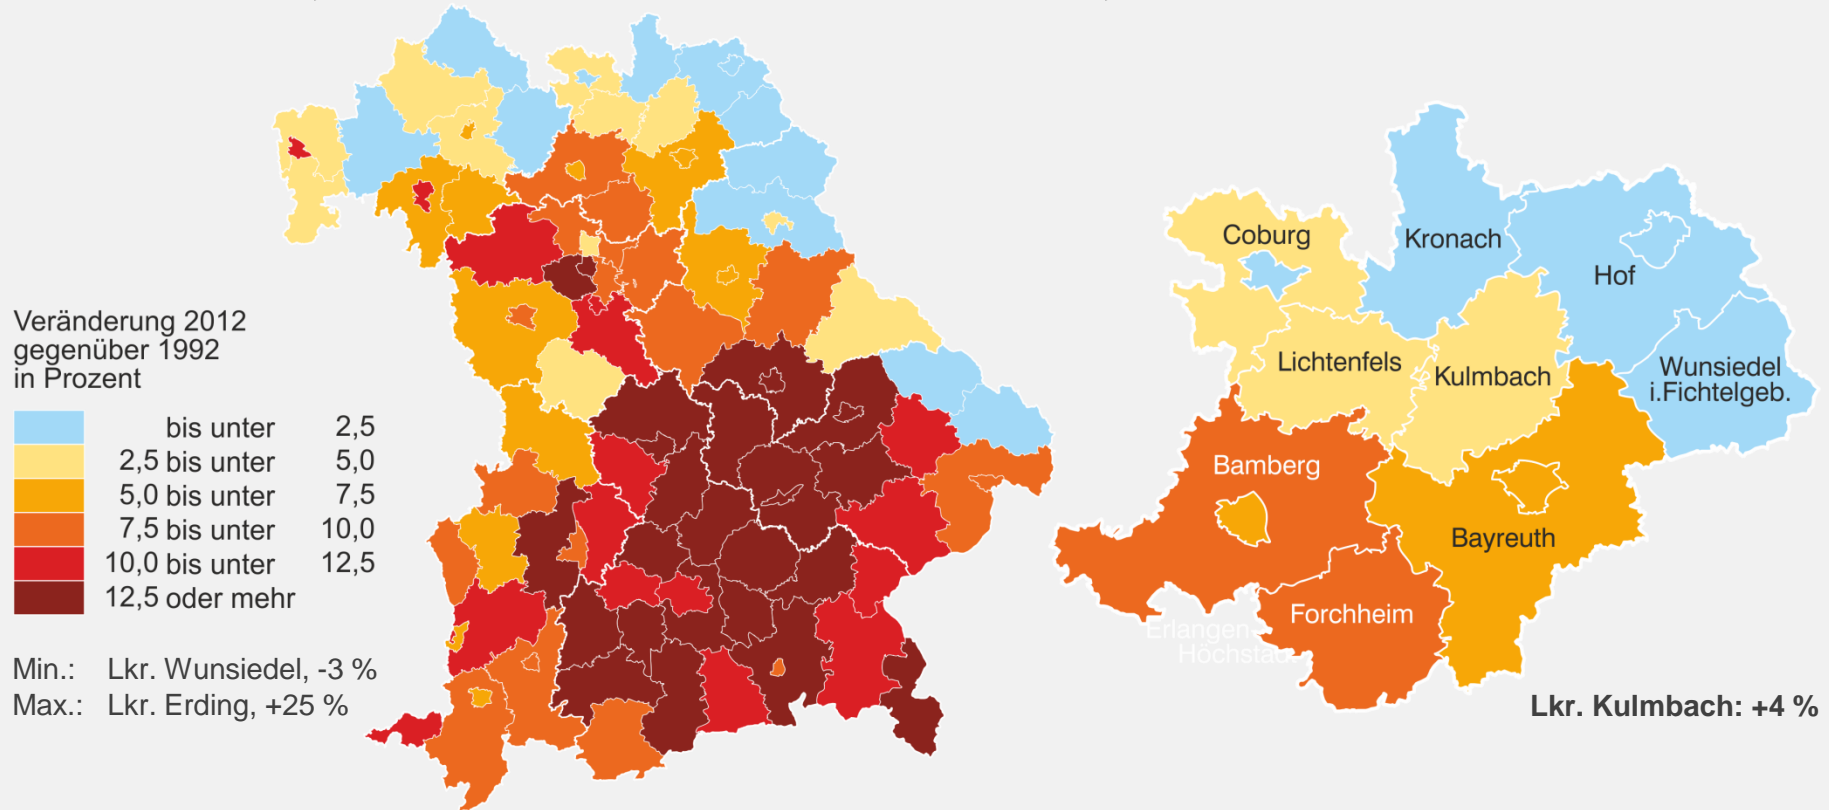 Veränderung 2012
gegenüber 1992
in Prozent
bis unter 2,5
2,5 bis unter 5,0
5,0 bis unter 7,5
7,5 bis unter 10,0
10,0 bis unter 12,5
12,5 oder mehr
Min.: Lkr. Wunsiedel, -3 %
Max.: Lkr. Erding, +25 %
Coburg
Kronach
Hof
Lichtenfels
Kulmbach
Wunsiedel
i.Fichtelgeb.
Bamberg
Bayreuth
Forchheim
Erlangen-
Lkr. Kulmbach: +4 %